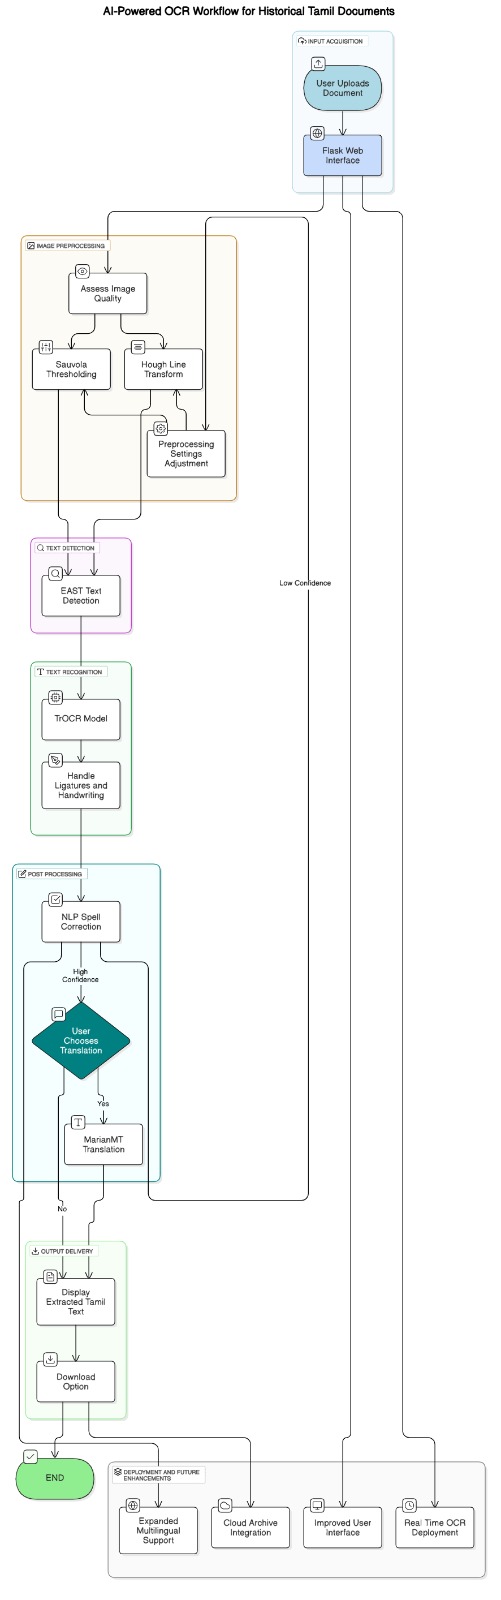 AI-Powered OCR Workflow for Historical Tamil Documents
INPUT ACQUISITION
User Uploads
Document
Flask Web
Interface
IMAGE PREPROCESSING
Assess Image
Quality
Sauvola
Thresholding
Hough Line
Transform
Preprocessing
Settings
Adjustment
TEXT DETECTION
EAST Text
Detection
Low Confidence
TEXT RECOGNITION
TrOCR Model
Handle
Ligatures and
Handwriting
POST PROCESSING
NLP Spell
Correction
High
Confidence
User
Chooses
Translation
Yes
MarianMT
Translation
No
OUTPUT DELIVERY
Display
Extracted Tamil
Text
Download
Option
END
DEPLOYMENT AND FUTURE
ENHANCEMENTS
Expanded
Multilingual
Support
Cloud Archive
Integration
Improved User
Interface
Real Time OCR
Deployment